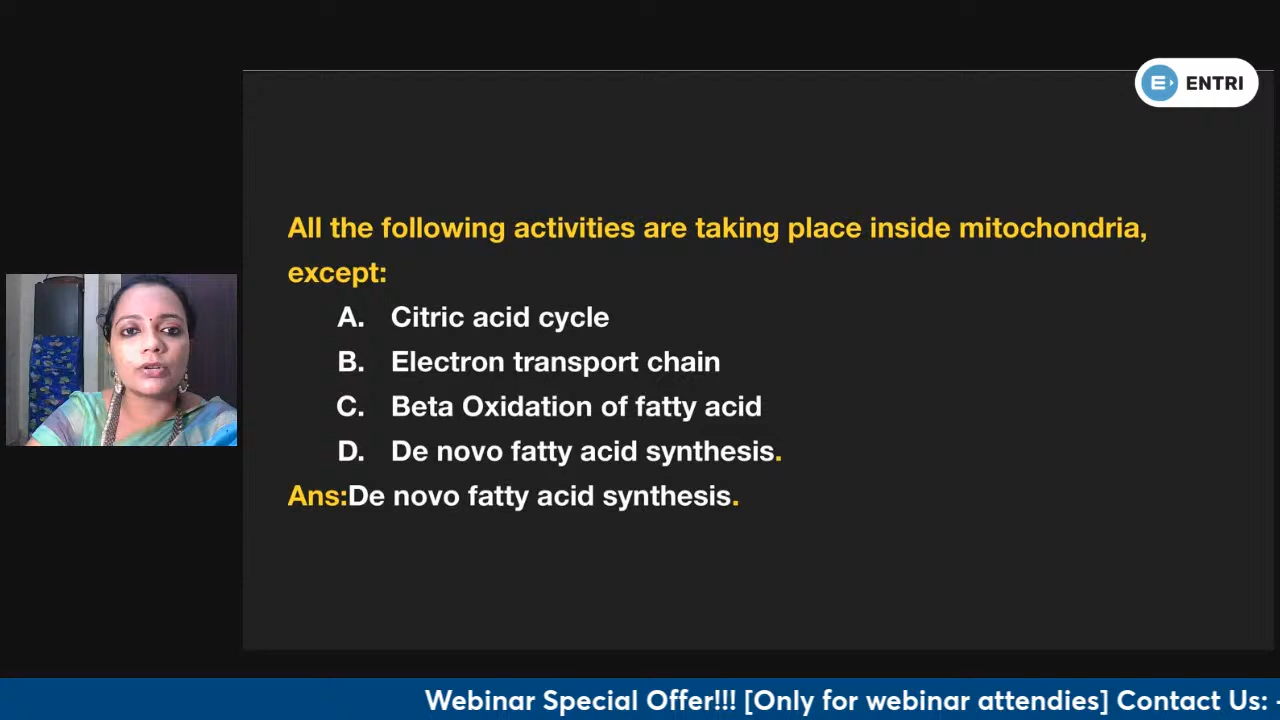 ENTRI
All the following activities are taking place inside mitochondria,
except:
A. Citric acid cycle
B. Electron transport chain
C. Beta Oxidation of fatty acid
D. De novo fatty acid synthesis.
Ans:De novo fatty acid synthesis.
Webinar Special Offer!!! [Only for webinar attendies] Contact Us: